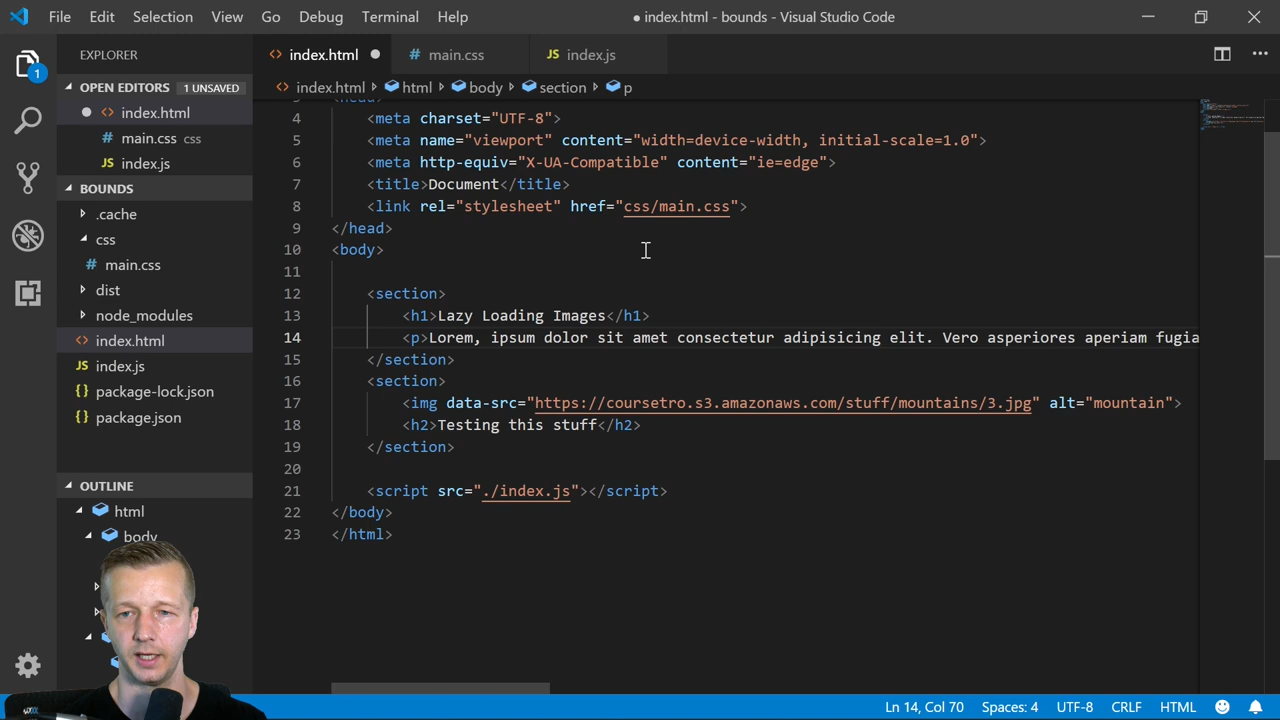 File Edit Selection View Go Debug Terminal Help
● index.html - bounds - Visual Studio Code
EXPLORER
OPEN EDITORS 1 UNSAVED
index.html
main.css css
index.js
BOUNDS
.cache
css
main.css
dist
node_modules
index.html
index.js
package-lock.json
package.json
OUTLINE
html
body
1
index.html
main.css
index.js
index.html html body section p
4 <meta charset="UTF-8">
5 <meta name="viewport" content="width=device-width, initial-scale=1.0">
6 <meta http-equiv="X-UA-Compatible" content="ie=edge">
7 <title>Document</title>
8 <link rel="stylesheet" href="css/main.css">
9 </head>
10 <body>
11
12 <section>
13 <h1>Lazy Loading Images</h1>
14 <p>Lorem, ipsum dolor sit amet consectetur adipisicing elit. Vero asperiores aperiam fugia
15 </section>
16 <section>
17 <img data-src="https://coursetro.s3.amazonaws.com/stuff/mountains/3.jpg" alt="mountain">
18 <h2>Testing this stuff</h2>
19 </section>
20
21 <script src="./index.js"></script>
22 </body>
23 </html>
Ln 14, Col 70 Spaces: 4 UTF-8 CRLF HTML